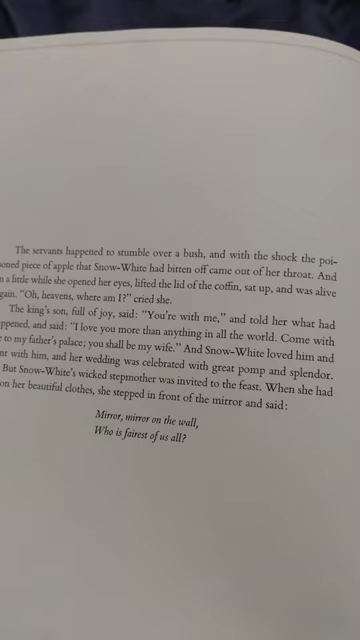 The servants happened to stumble over a bush, and with the shock the poi-
soned piece of apple that Snow-White had bitten off came out of her throat. And
in a little while she opened her eyes, lifted the lid of the coffin, sat up, and was alive
again. "Oh, heavens, where am I?" cried she.
The king's son, full of joy, said: "You're with me," and told her what had
happened, and said: "I love you more than anything in all the world. Come with
to my father's palace; you shall be my wife." And Snow-White loved him and
with him, and her wedding was celebrated with great pomp and splendor.
But Snow-White's wicked stepmother was invited to the feast. When she had
on her beautiful clothes, she stepped in front of the mirror and said:
Mirror, mirror on the wall,
Who is fairest of us all?